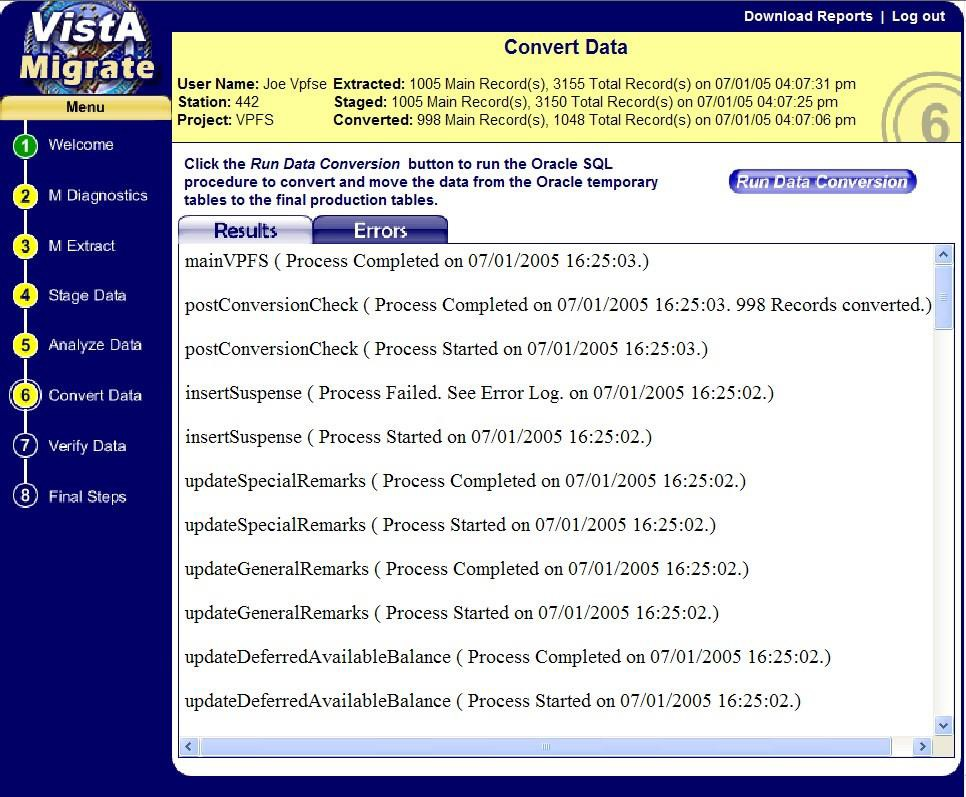 VistA
Migrate
Download Reports | Log out
Convert Data
User Name: Joe Vpfse Extracted: 1005 Main Record(s), 3155 Total Record(s) on 07/01/05 04:07:31 pm
Station: 442 Staged: 1005 Main Record(s), 3150 Total Record(s) on 07/01/05 04:07:25 pm
Project: VPFS Converted: 998 Main Record(s), 1048 Total Record(s) on 07/01/05 04:07:06 pm
6
Menu
1 Welcome
2 M Diagnostics
3 M Extract
4 Stage Data
5 Analyze Data
6 Convert Data
7 Verify Data
8 Final Steps
Click the Run Data Conversion button to run the Oracle SQL
procedure to convert and move the data from the Oracle temporary
tables to the final production tables.
Run Data Conversion
Results Errors
mainVPFS ( Process Completed on 07/01/2005 16:25:03.)
postConversionCheck ( Process Completed on 07/01/2005 16:25:03. 998 Records converted.)
postConversionCheck ( Process Started on 07/01/2005 16:25:03.)
insertSuspense ( Process Failed. See Error Log. on 07/01/2005 16:25:02.)
insertSuspense ( Process Started on 07/01/2005 16:25:02.)
updateSpecialRemarks ( Process Completed on 07/01/2005 16:25:02.)
updateSpecialRemarks ( Process Started on 07/01/2005 16:25:02.)
updateGeneralRemarks ( Process Completed on 07/01/2005 16:25:02.)
updateGeneralRemarks ( Process Started on 07/01/2005 16:25:02.)
updateDeferredAvailableBalance ( Process Completed on 07/01/2005 16:25:02.)
updateDeferredAvailableBalance ( Process Started on 07/01/2005 16:25:02.)